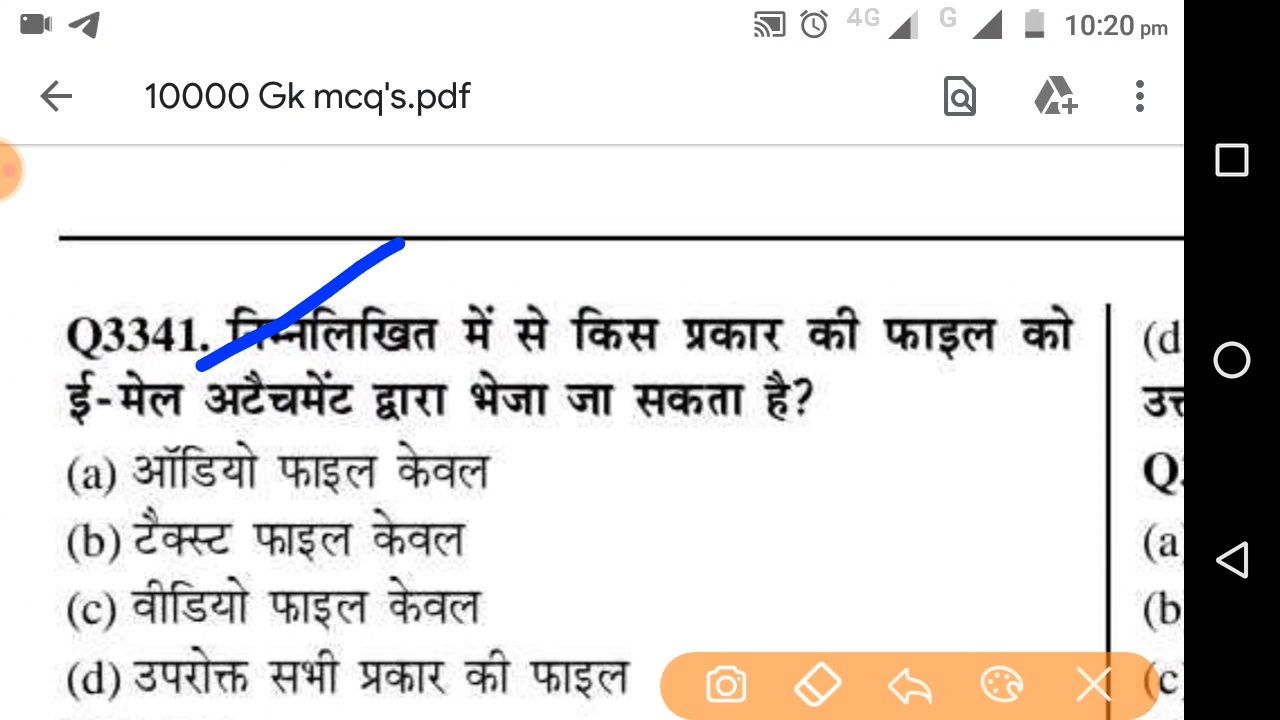 4G G 10:20 pm
10000 Gk mcq's.pdf
Q3341. निम्नलिखित में से किस प्रकार की फाइल को
ई-मेल अटैचमेंट द्वारा भेजा जा सकता है?
(a) ऑडियो फाइल केवल
(b) टैक्स्ट फाइल केवल
(c) वीडियो फाइल केवल
(d) उपरोक्त सभी प्रकार की फाइल
(d
Q
(a
(b
(c